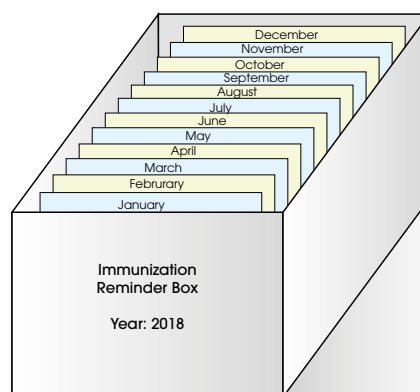 December
November
October
September
August
July
June
May
April
March
Februrary
January
Immunization
Reminder Box
Year: 2018